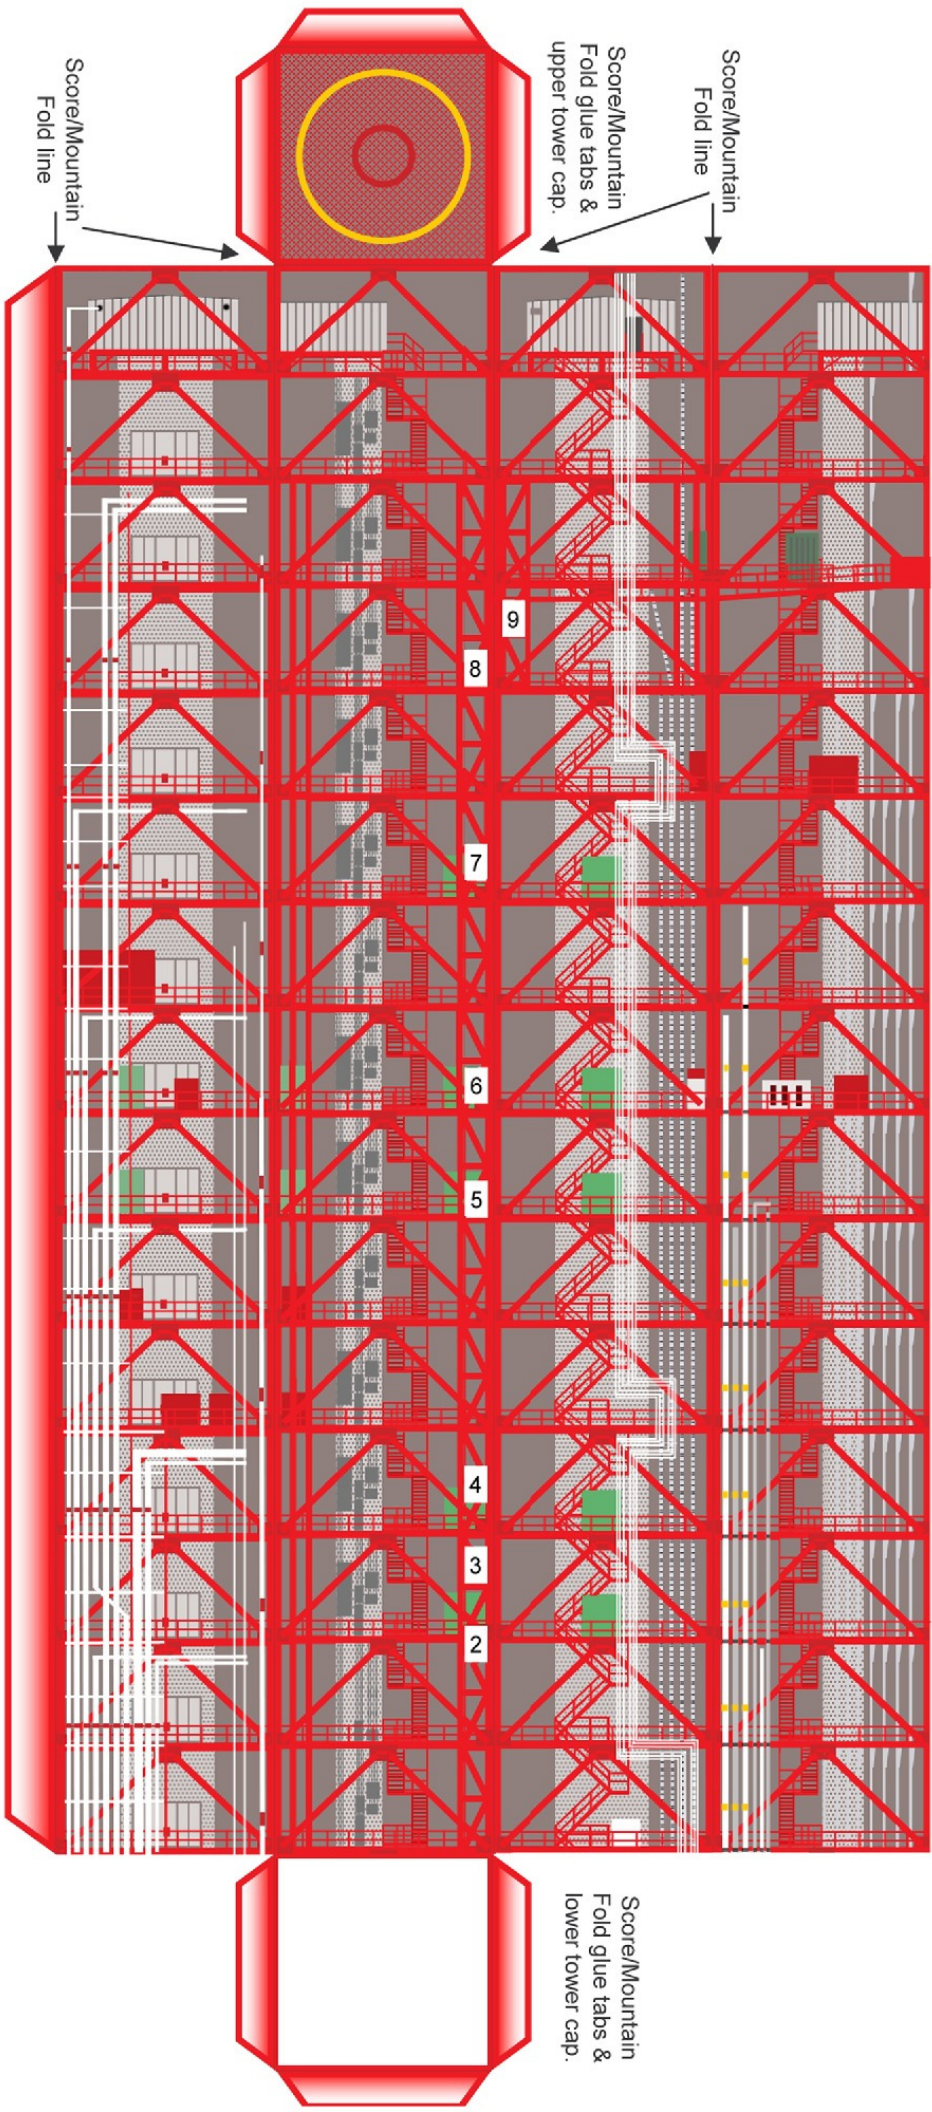 Score/Mountain
Fold line
Score/Mountain
Fold glue tabs &
upper tower cap.
Score/Mountain
Fold line
9
8
7
6
5
4
3
2
Score/Mountain
Fold glue tabs &
lower tower cap.